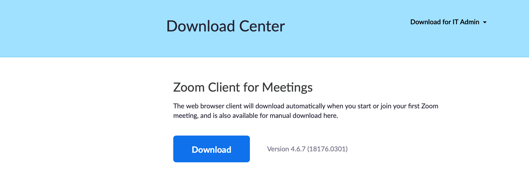 Download Center
Download for IT Admin
Zoom Client for Meetings
The web browser client will download automatically when you start or join your first Zoom
meeting, and is also available for manual download here.
Download
Version 4.6.7 (18176.0301)